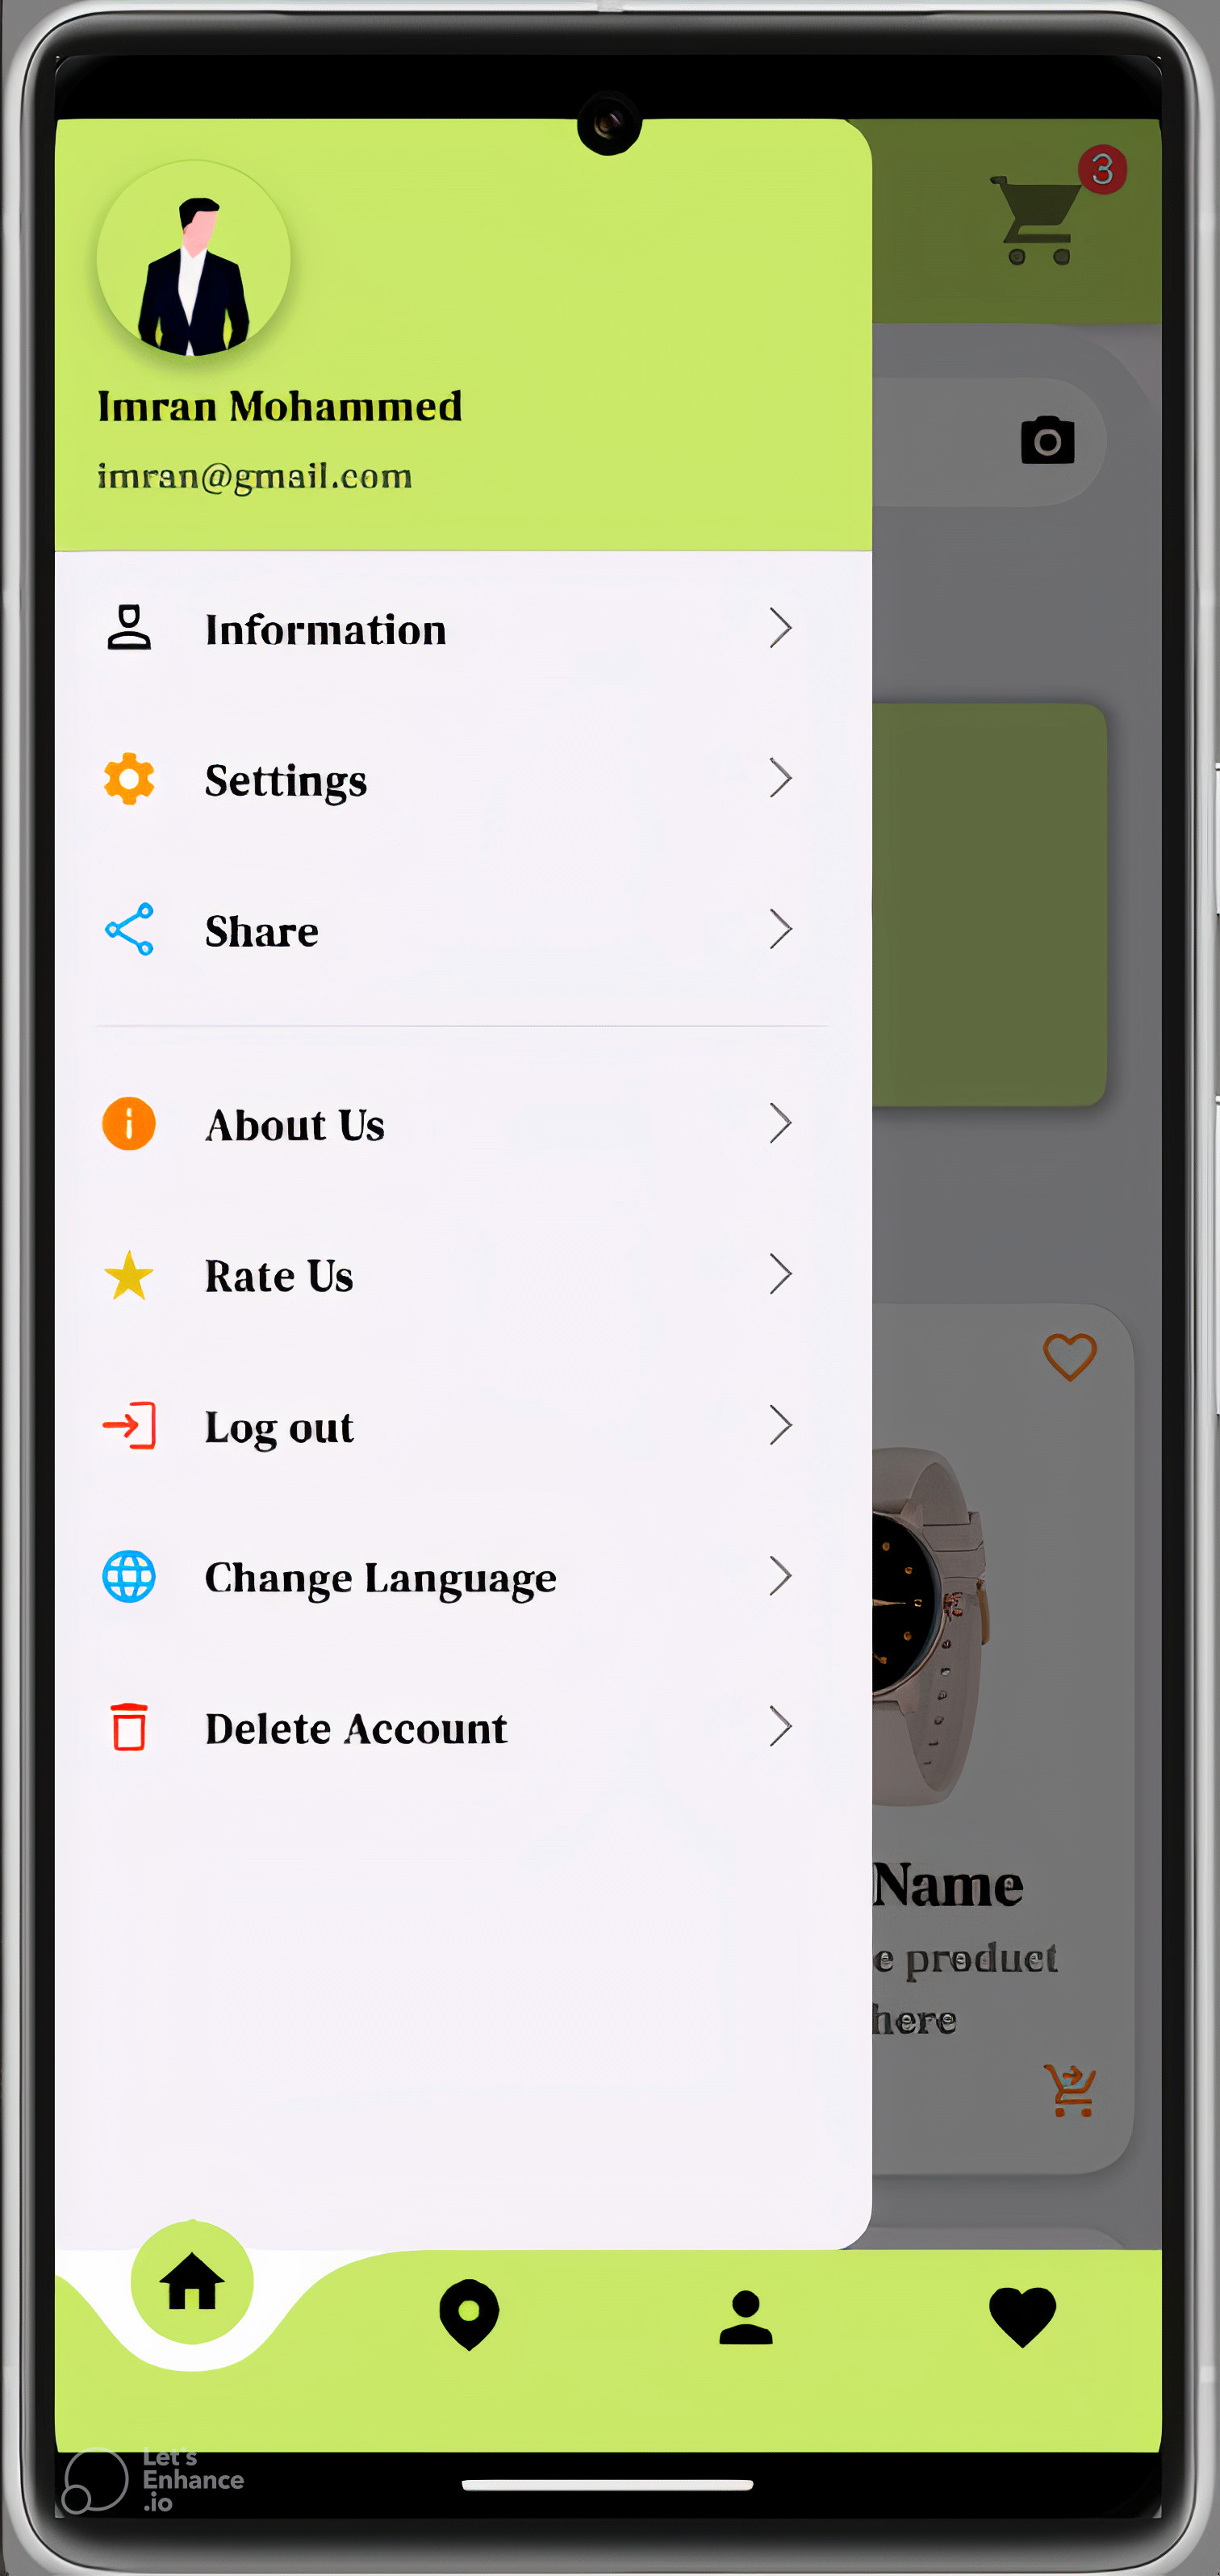 3
Imran Mohammed
imran@gmail.com
Information
Settings
Share
About Us
Rate Us
Log out
Change Language
Delete Account
Name
e product
here
Let's
Enhance
.io